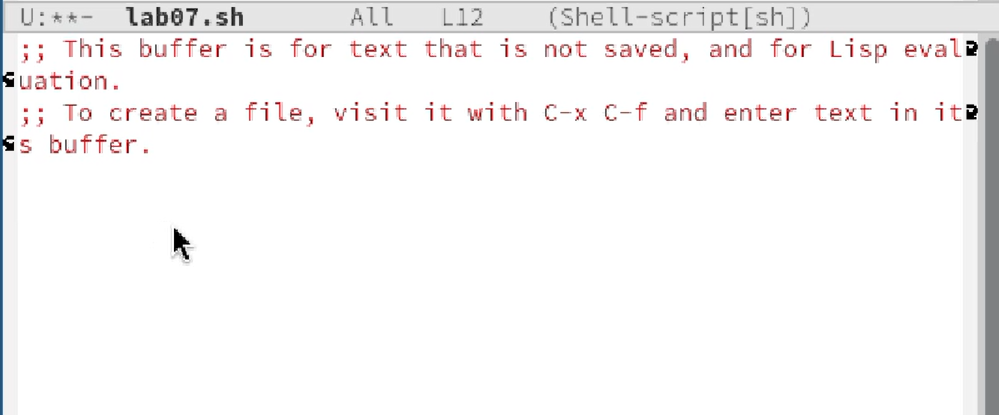 U:**-  lab07.sh       All   L12    (Shell-script[sh])
;; This buffer is for text that is not saved, and for Lisp eval
uation.
;; To create a file, visit it with C-x C-f and enter text in it
s buffer.